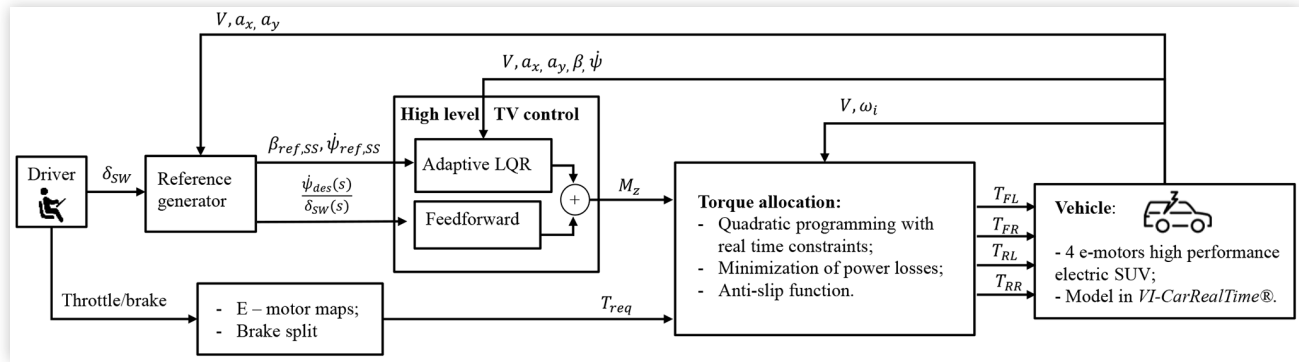 V, a_x, a_y
V, a_x, a_y, β, ψ̇
High level TV control
V, ω_i
β_ref,SS, ψ̇_ref,SS
Adaptive LQR
Driver
δ_SW
Reference
generator
ψ̇_des(s)
δ_SW(s)
Feedforward
+
M_z
Torque allocation:
- Quadratic programming with
real time constraints;
- Minimization of power losses;
- Anti-slip function.
T_FL
T_FR
T_RL
T_RR
Vehicle:
- 4 e-motors high performance
electric SUV;
- Model in VI-CarRealTime®.
Throttle/brake
- E – motor maps;
- Brake split
T_req